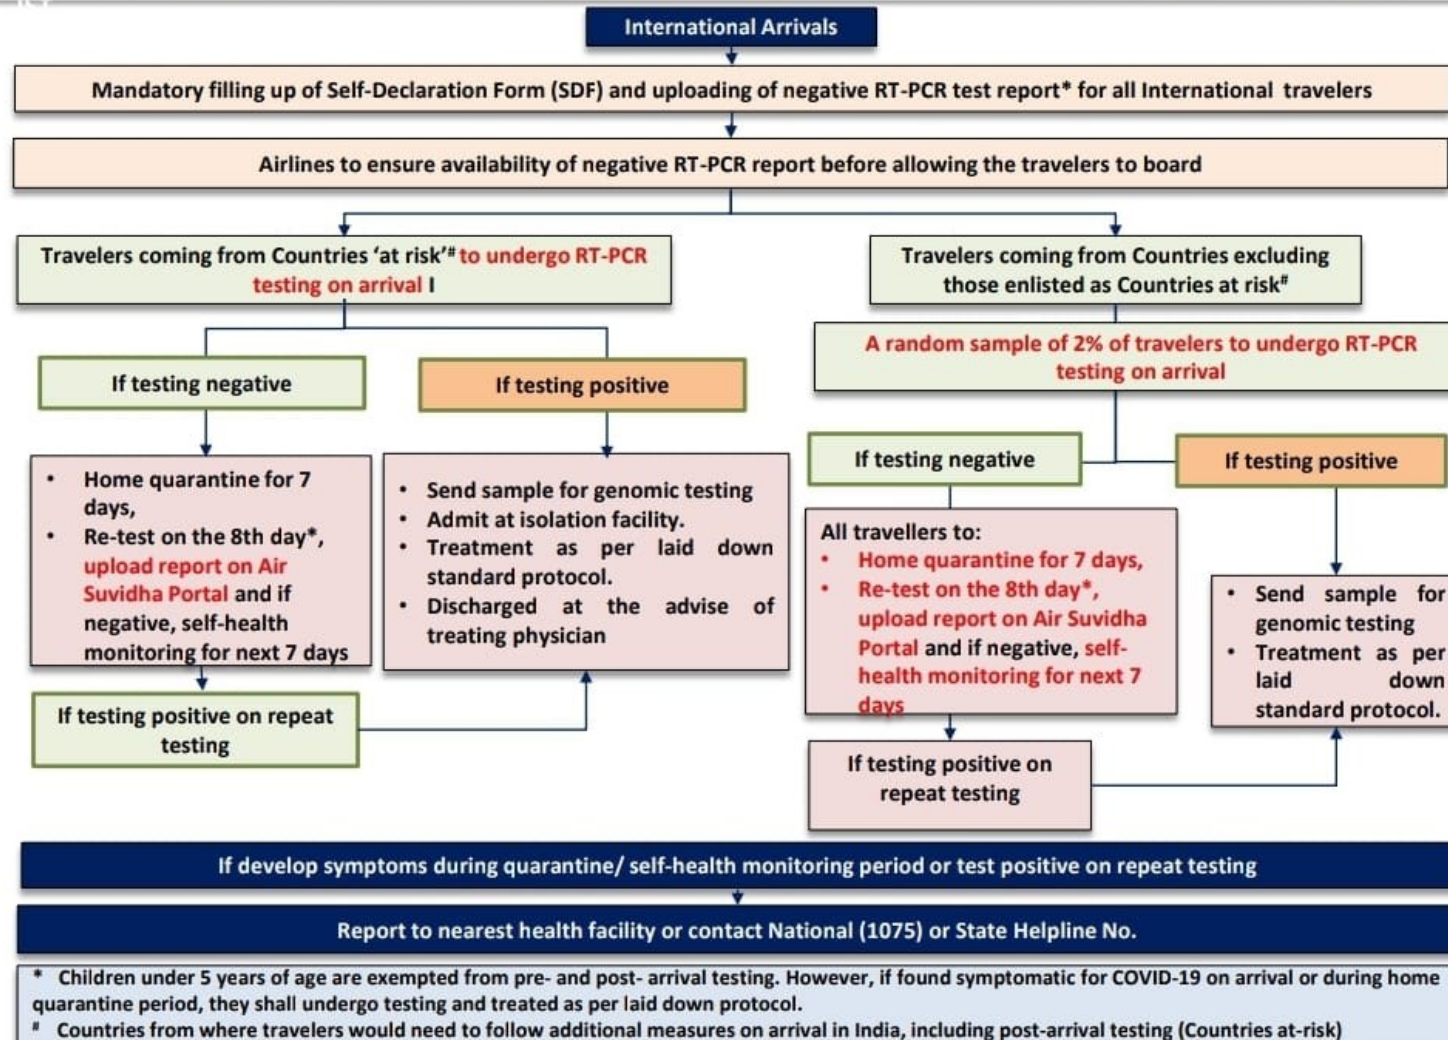 International Arrivals
Mandatory filling up of Self-Declaration Form (SDF) and uploading of negative RT-PCR test report* for all International travelers
Airlines to ensure availability of negative RT-PCR report before allowing the travelers to board
Travelers coming from Countries ‘at risk’# to undergo RT-PCR
testing on arrival I
If testing negative
If testing positive
• Home quarantine for 7
days,
• Re-test on the 8th day*,
upload report on Air
Suvidha Portal and if
negative, self-health
monitoring for next 7 days
• Send sample for genomic testing
• Admit at isolation facility.
• Treatment as per laid down
standard protocol.
• Discharged at the advise of
treating physician
If testing positive on repeat
testing
Travelers coming from Countries excluding
those enlisted as Countries at risk#
A random sample of 2% of travelers to undergo RT-PCR
testing on arrival
If testing negative
If testing positive
All travellers to:
• Home quarantine for 7 days,
• Re-test on the 8th day*,
upload report on Air Suvidha
Portal and if negative, self-
health monitoring for next 7
days
• Send sample for
genomic testing
• Treatment as per
laid down
standard protocol.
If testing positive on
repeat testing
If develop symptoms during quarantine/ self-health monitoring period or test positive on repeat testing
Report to nearest health facility or contact National (1075) or State Helpline No.
* Children under 5 years of age are exempted from pre- and post- arrival testing. However, if found symptomatic for COVID-19 on arrival or during home
quarantine period, they shall undergo testing and treated as per laid down protocol.
# Countries from where travelers would need to follow additional measures on arrival in India, including post-arrival testing (Countries at-risk)